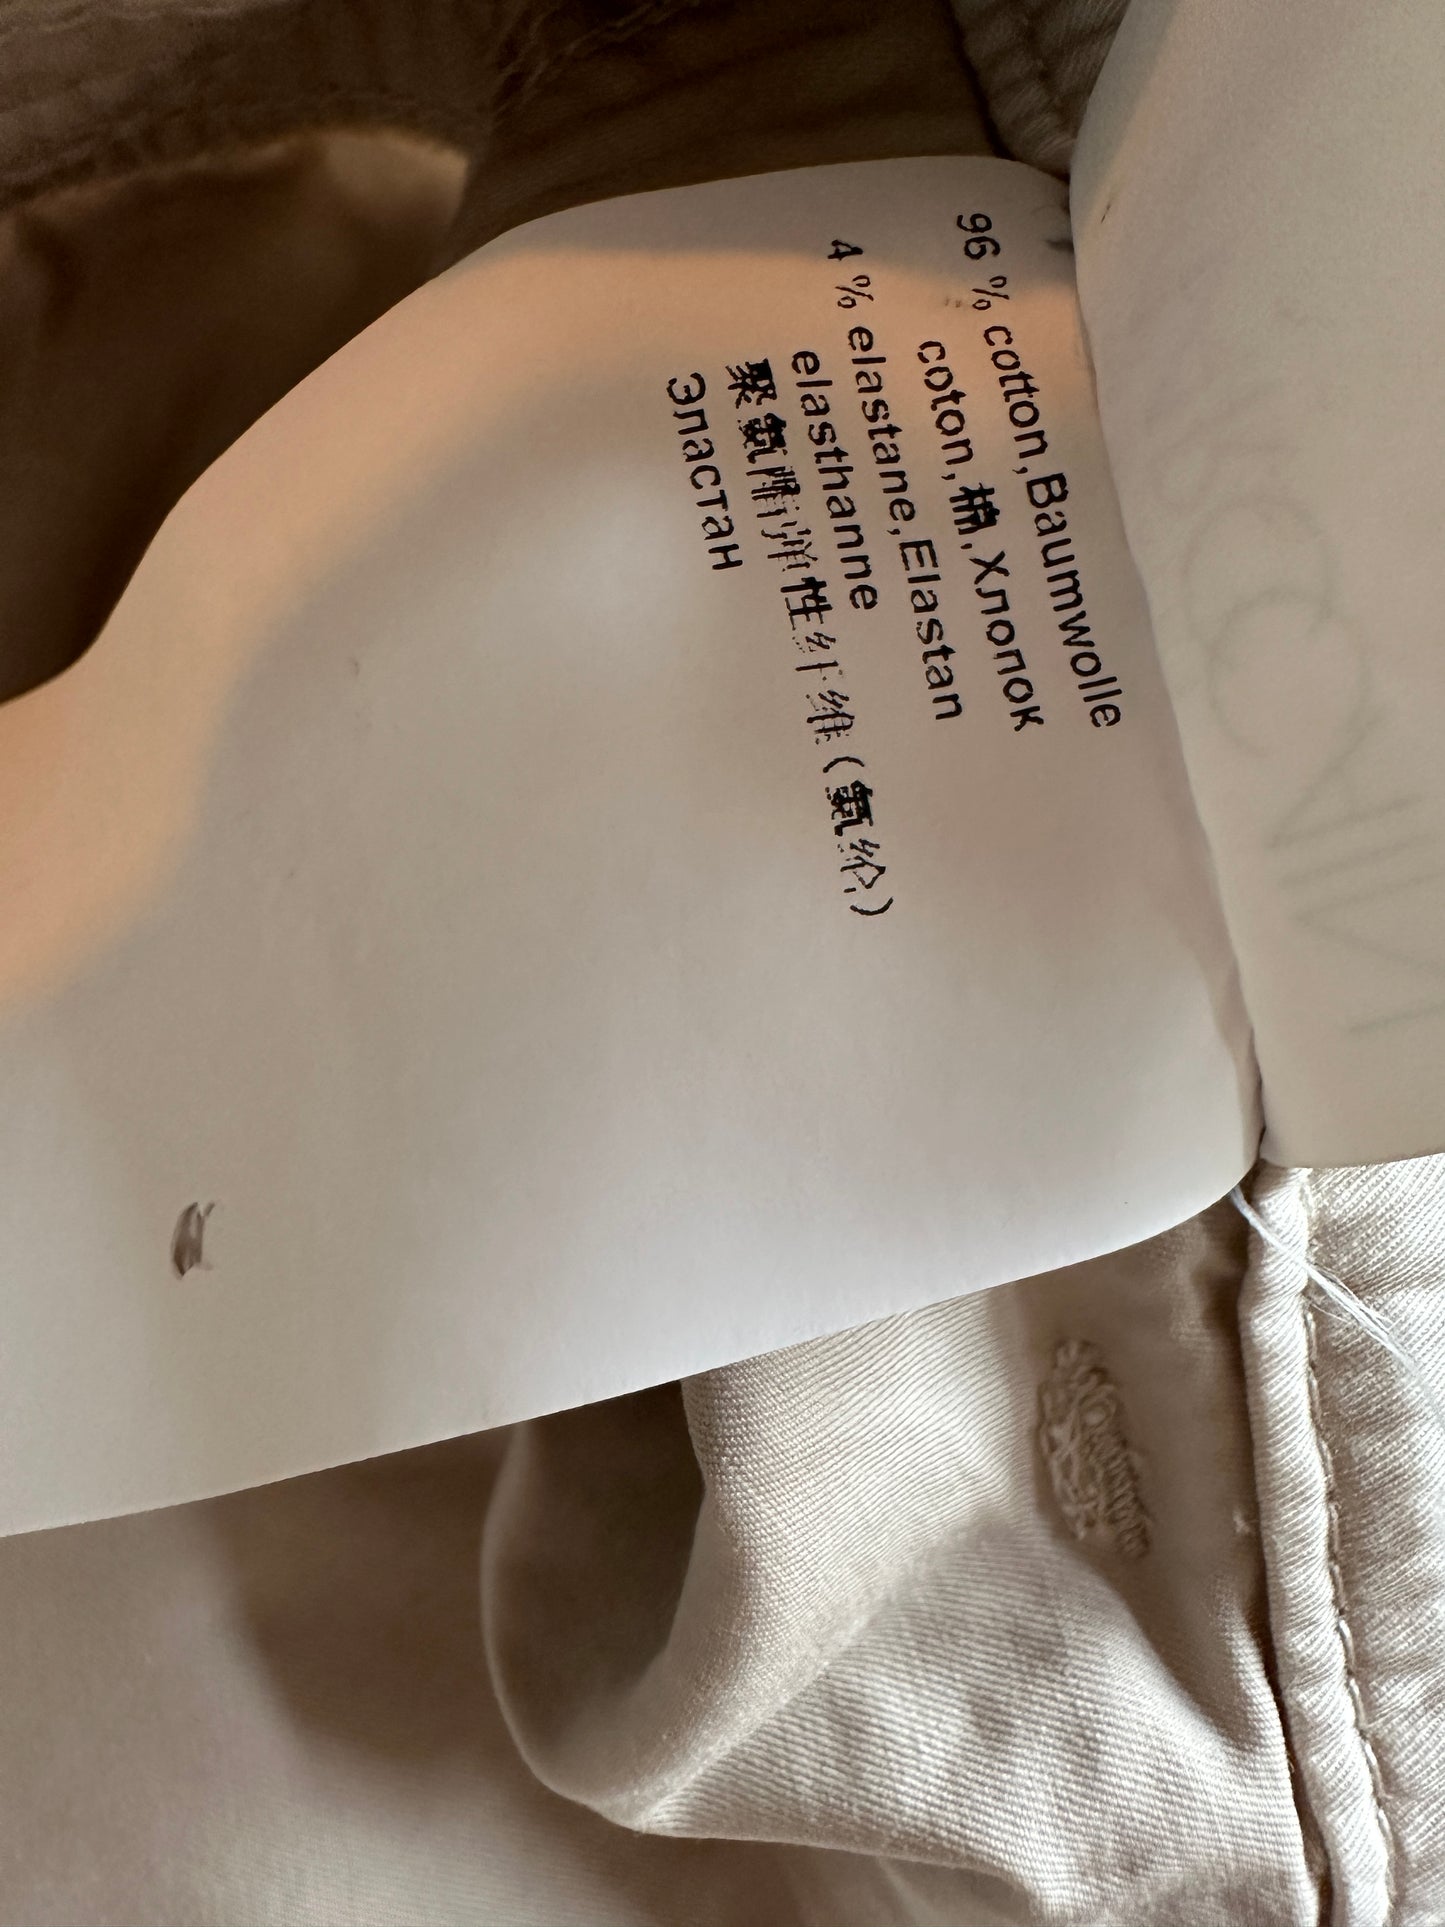 96 % cotton,Baumwolle
coton,棉,Хлопок
4 % elastane,Elastan
elasthanne
聚氨酯弹性纤维(氨纶)
Эластан